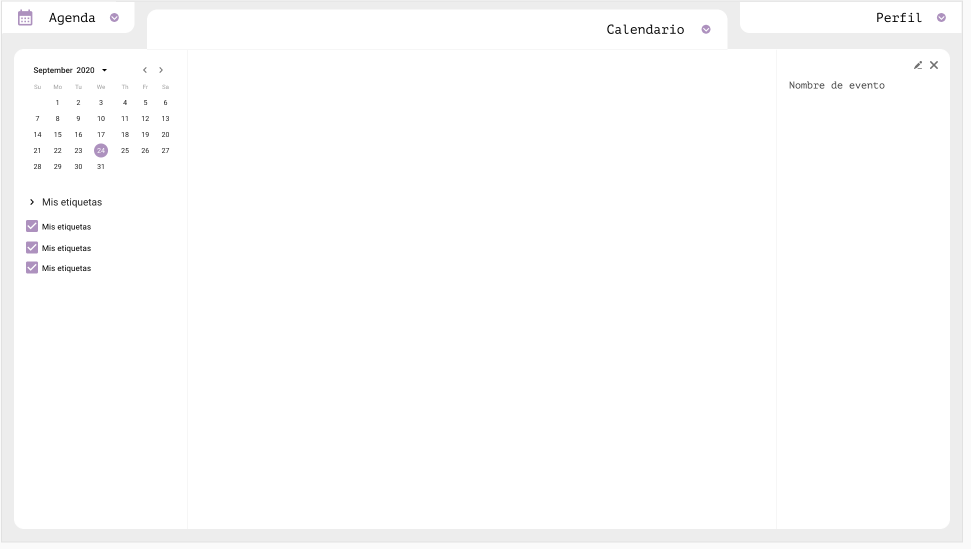 Agenda
Calendario
Perfil
September 2020
Su Mo Tu We Th Fr Sa
1 2 3 4 5 6
7 8 9 10 11 12 13
14 15 16 17 18 19 20
21 22 23 24 25 26 27
28 29 30 31
Mis etiquetas
Mis etiquetas
Mis etiquetas
Mis etiquetas
Nombre de evento